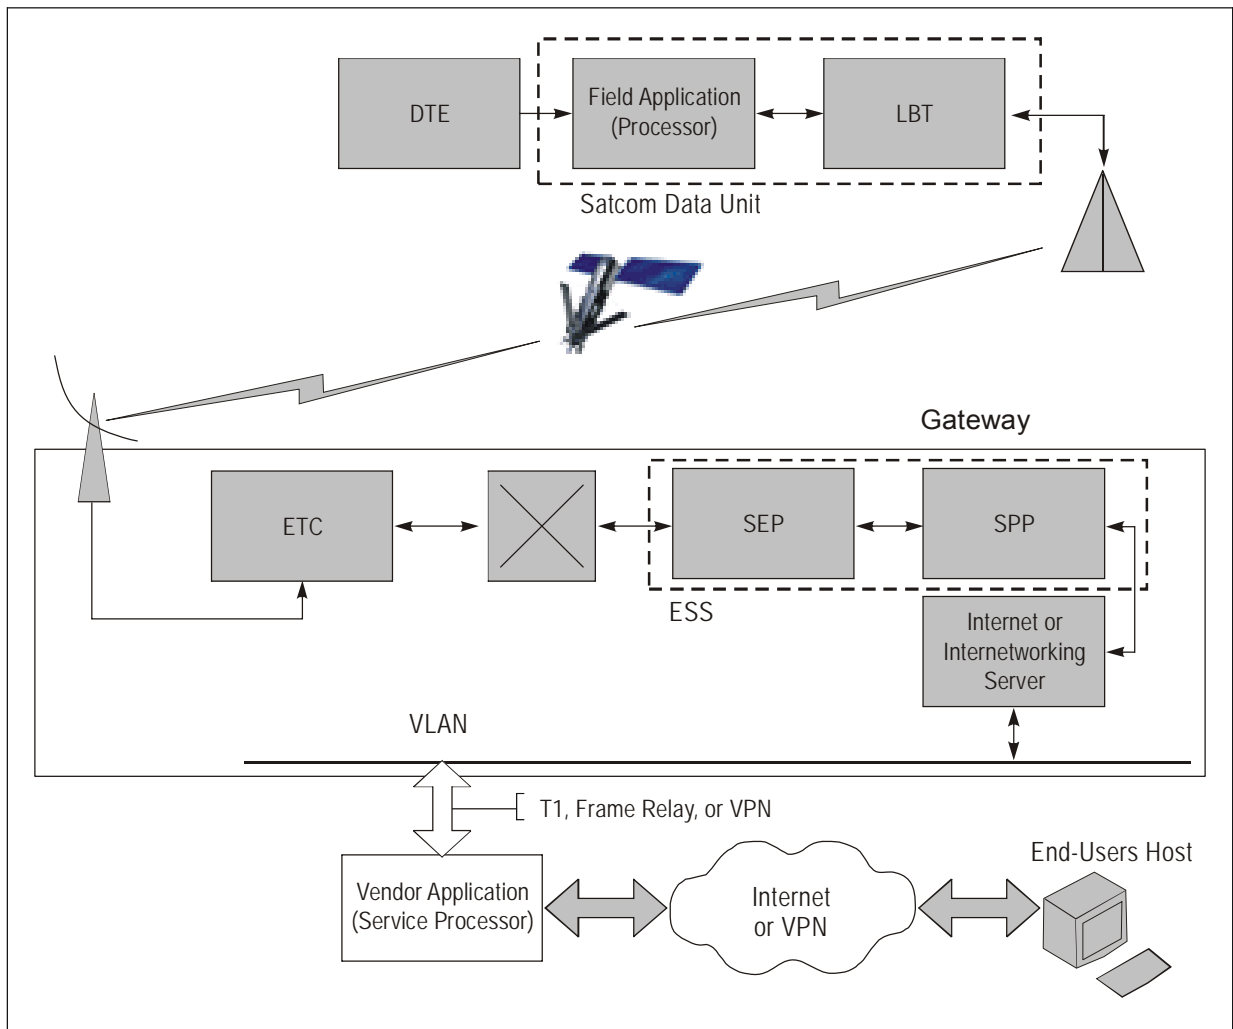 DTE
Field Application
(Processor)
LBT
Satcom Data Unit
Gateway
ETC
SEP
SPP
ESS
Internet or
Internetworking
Server
VLAN
T1, Frame Relay, or VPN
Vendor Application
(Service Processor)
Internet
or VPN
End-Users Host